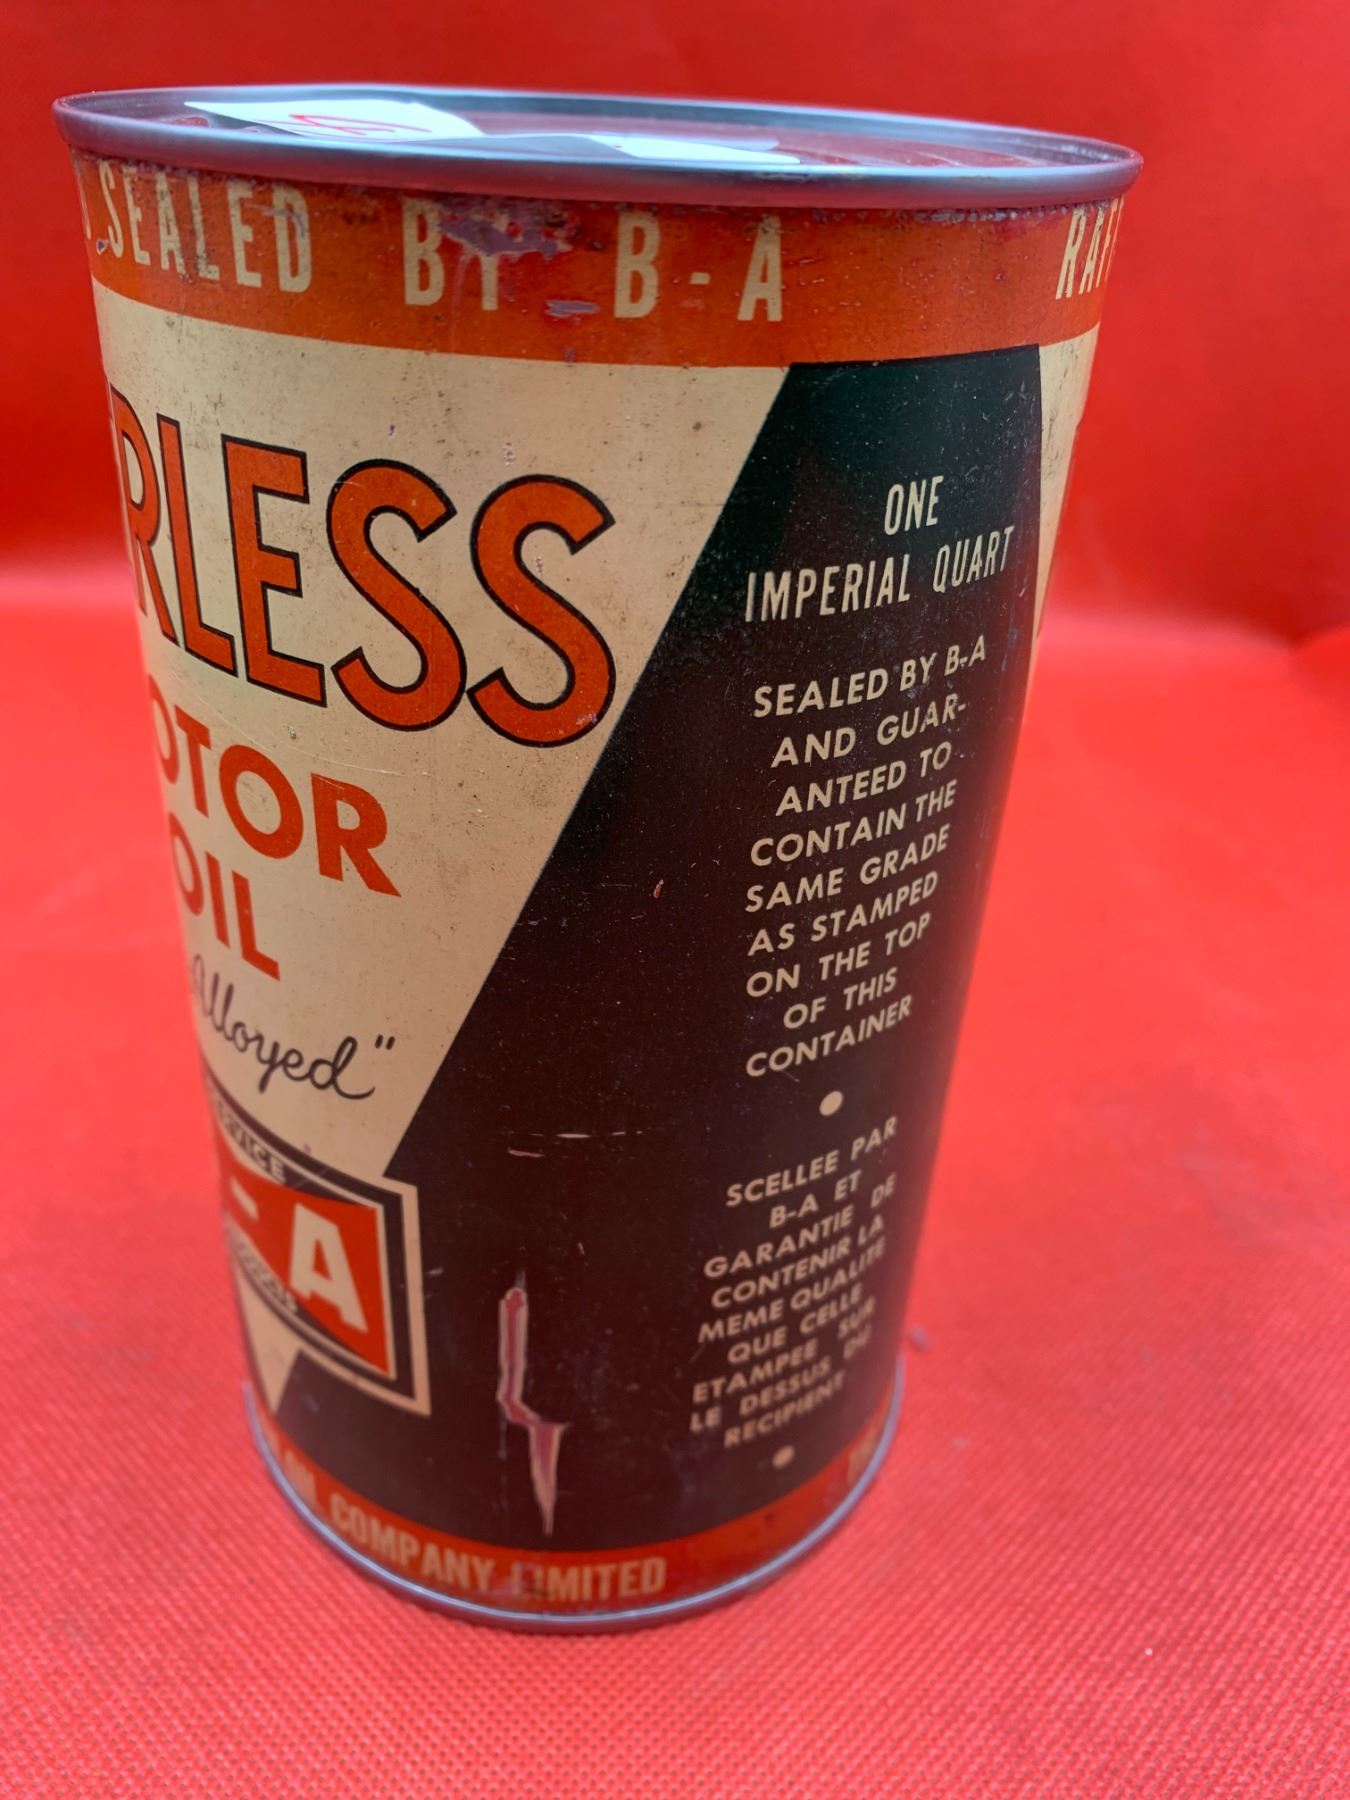 SEALED BY B-A
RLESS
OTOR
OIL
alloyed"
SERVICE
-A
COMPANY LIMITED
ONE
IMPERIAL QUART
SEALED BY B-A
AND GUAR-
ANTEED TO
CONTAIN THE
SAME GRADE
AS STAMPED
ON THE TOP
OF THIS
CONTAINER
SCELLEE PAR
B-A ET
GARANTIE DE
CONTENIR LA
MEME QUALITE
QUE CELLE
ETAMPEE SUR
LE DESSUS DU
RECIPIENT
RAFF